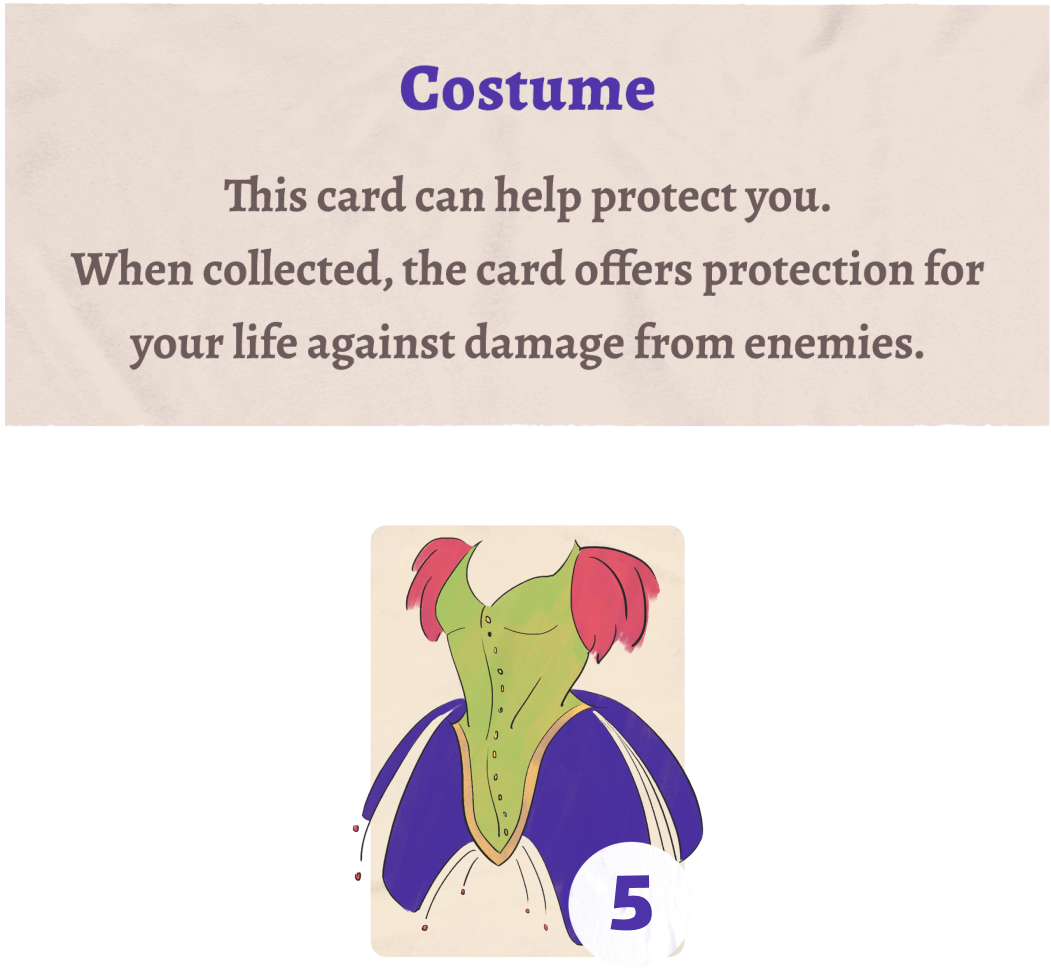 Costume
This card can help protect you.
When collected, the card offers protection for
your life against damage from enemies.
5